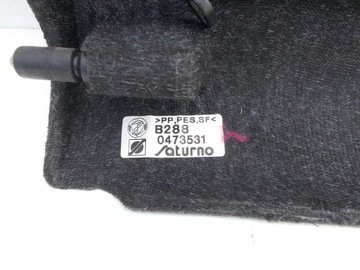 >PP,PES,SF<
B288
0473531
saturno